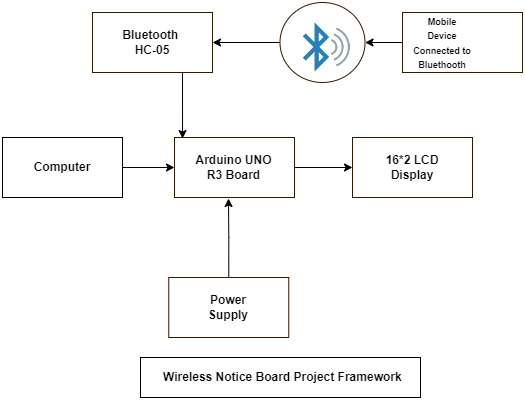 Bluetooth
HC-05
Mobile
Device
Connected to
Bluethooth
Computer
Arduino UNO
R3 Board
16*2 LCD
Display
Power
Supply
Wireless Notice Board Project Framework